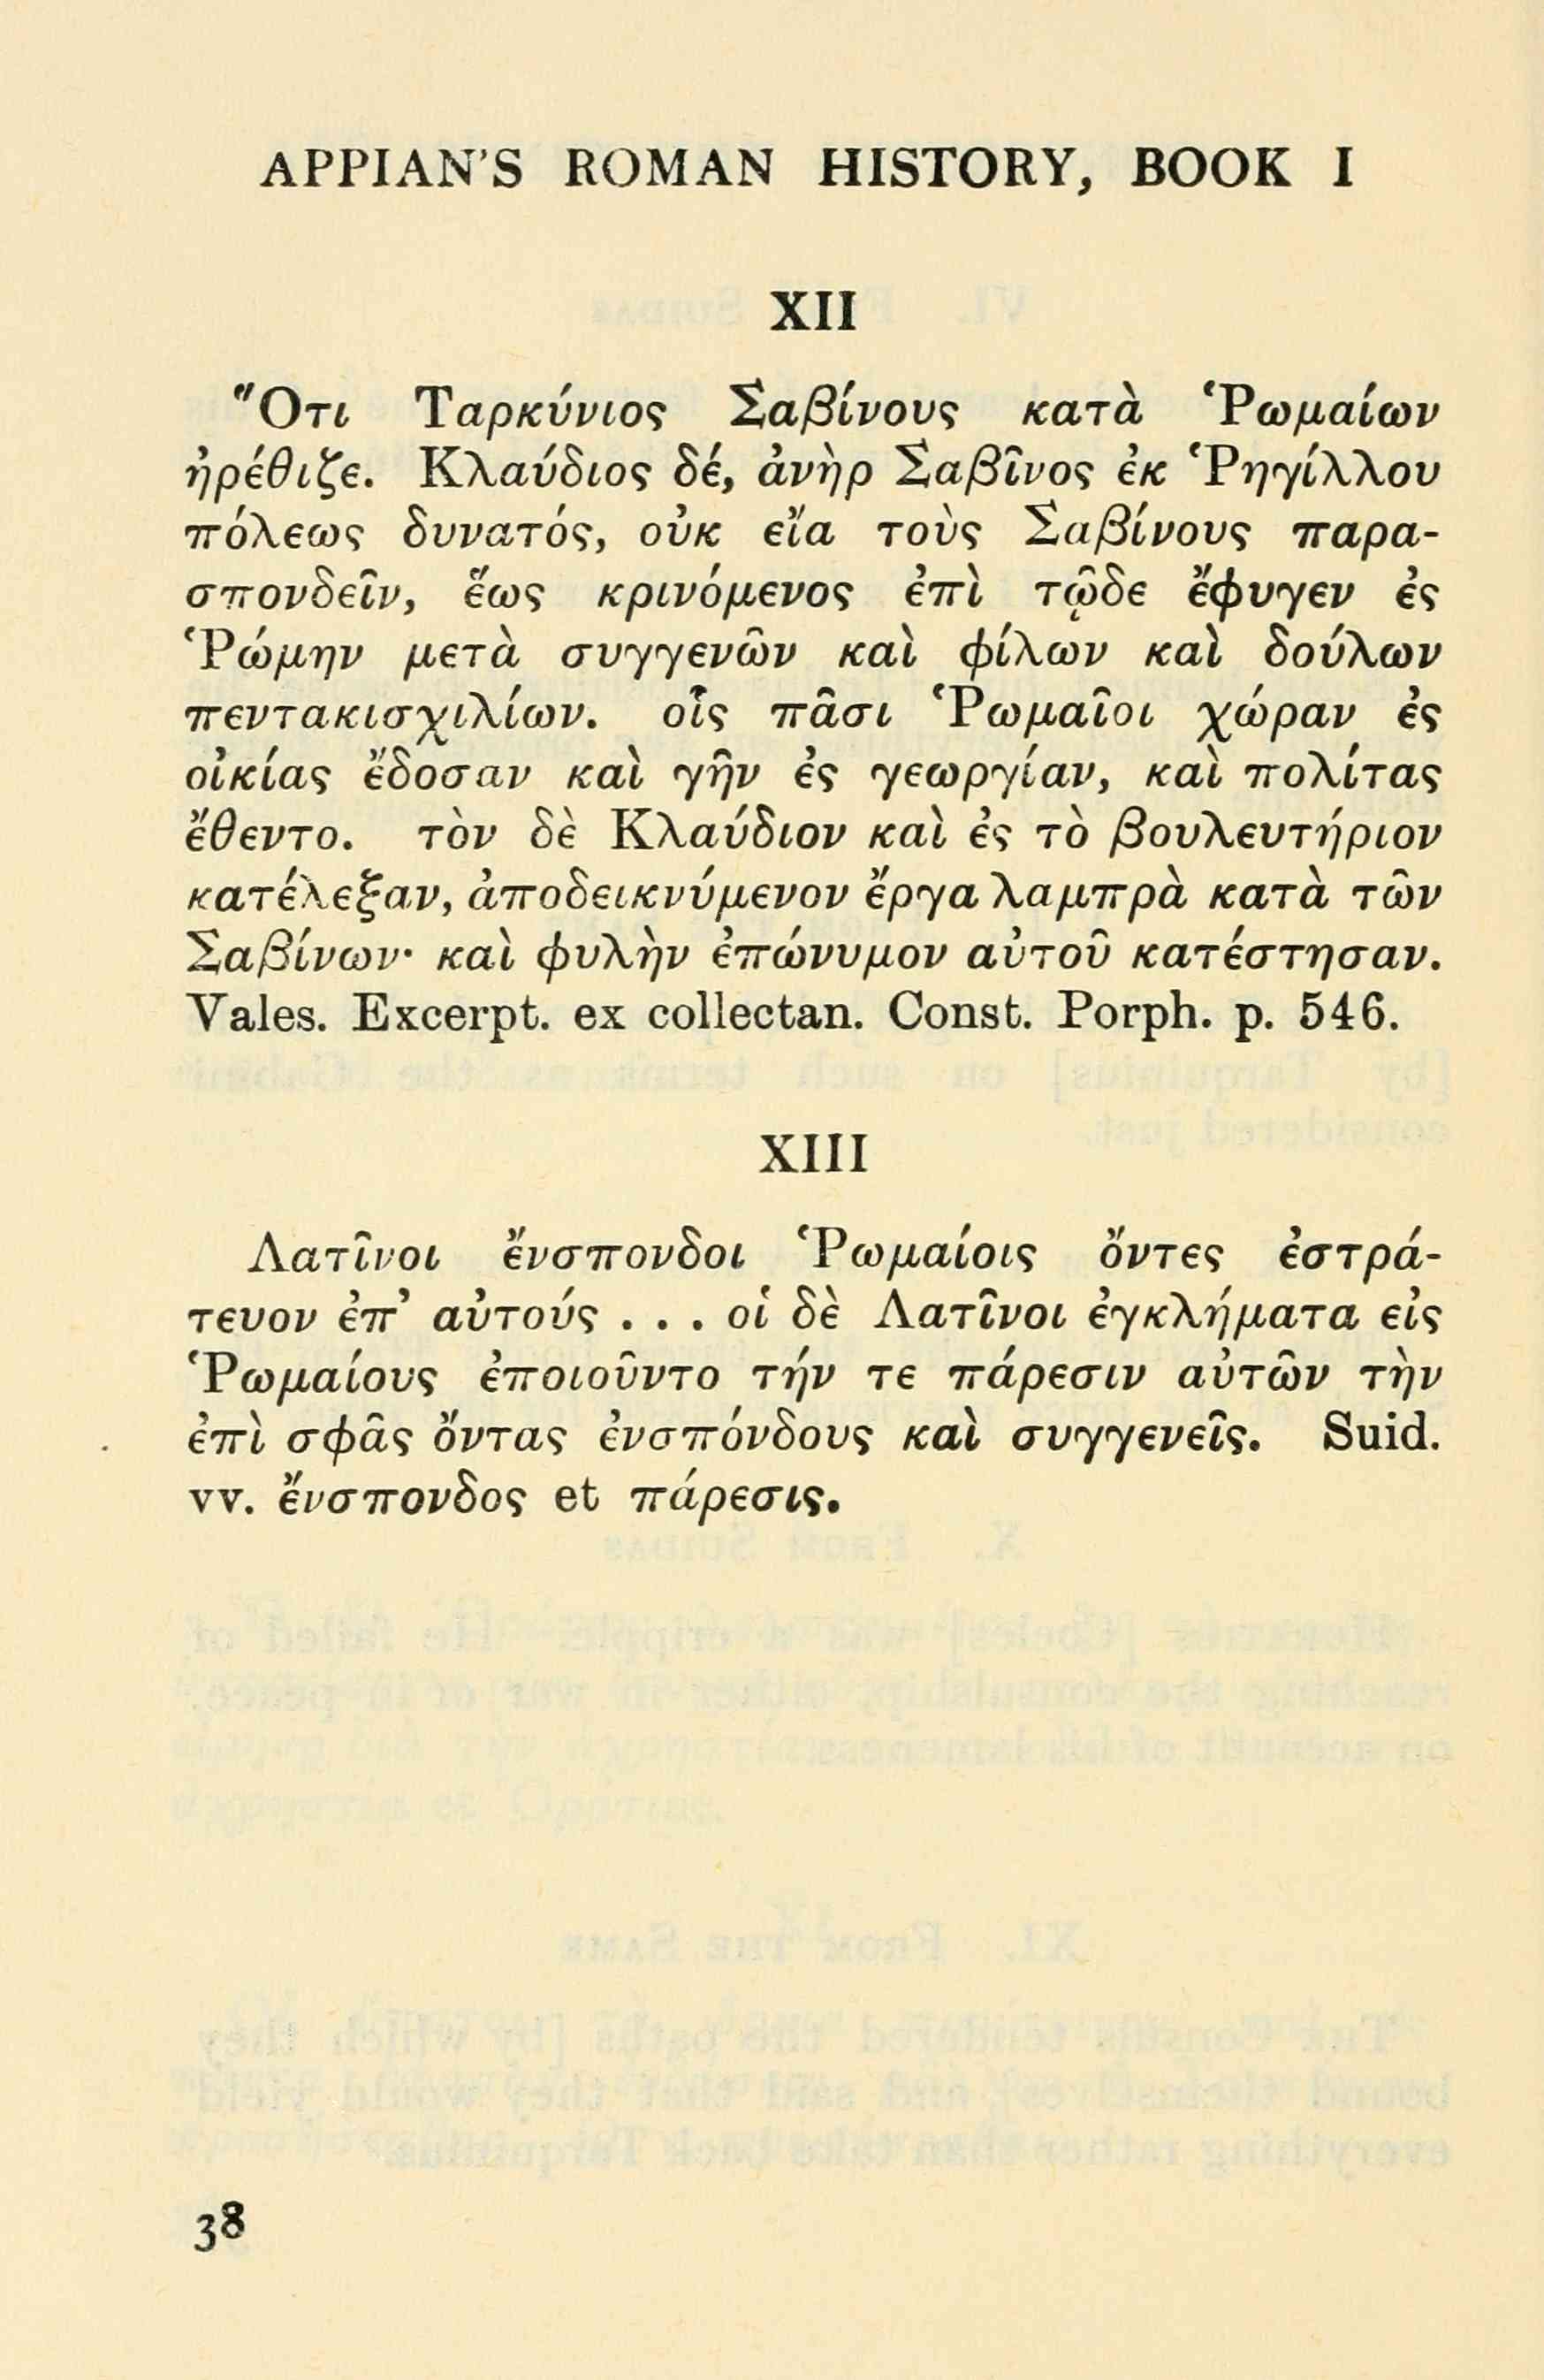 APPIAN'S ROMAN HISTORY, BOOK I
XII
Ὅτι Ταρκύνιος Σαβίνους κατὰ Ῥωμαίων
ἠρέθιζε. Κλαύδιος δέ, ἀνὴρ Σαβῖνος ἐκ Ῥηγίλλου
πόλεως δυνατός, οὐκ εἴα τοὺς Σαβίνους παρα-
σπονδεῖν, ἕως κρινόμενος ἐπὶ τῷδε ἔφυγεν ἐς
Ῥώμην μετὰ συγγενῶν καὶ φίλων καὶ δούλων
πεντακισχιλίων. οἷς πᾶσι Ῥωμαῖοι χώραν ἐς
οἰκίας ἔδοσαν καὶ γῆν ἐς γεωργίαν, καὶ πολίτας
ἔθεντο. τὸν δὲ Κλαύδιον καὶ ἐς τὸ βουλευτήριον
κατέλεξαν, ἀποδεικνύμενον ἔργα λαμπρὰ κατὰ τῶν
Σαβίνων· καὶ φυλὴν ἐπώνυμον αὐτοῦ κατέστησαν.
Vales. Excerpt. ex collectan. Const. Porph. p. 546.
XIII
Λατῖνοι ἔνσπονδοι Ῥωμαίοις ὄντες ἐστρά-
τευον ἐπ' αὐτούς . . . οἱ δὲ Λατῖνοι ἐγκλήματα εἰς
Ῥωμαίους ἐποιοῦντο τήν τε πάρεσιν αὐτῶν τὴν
ἐπὶ σφᾶς ὄντας ἐνσπόνδους καὶ συγγενεῖς. Suid.
vv. ἔνσπονδος et πάρεσις.
38